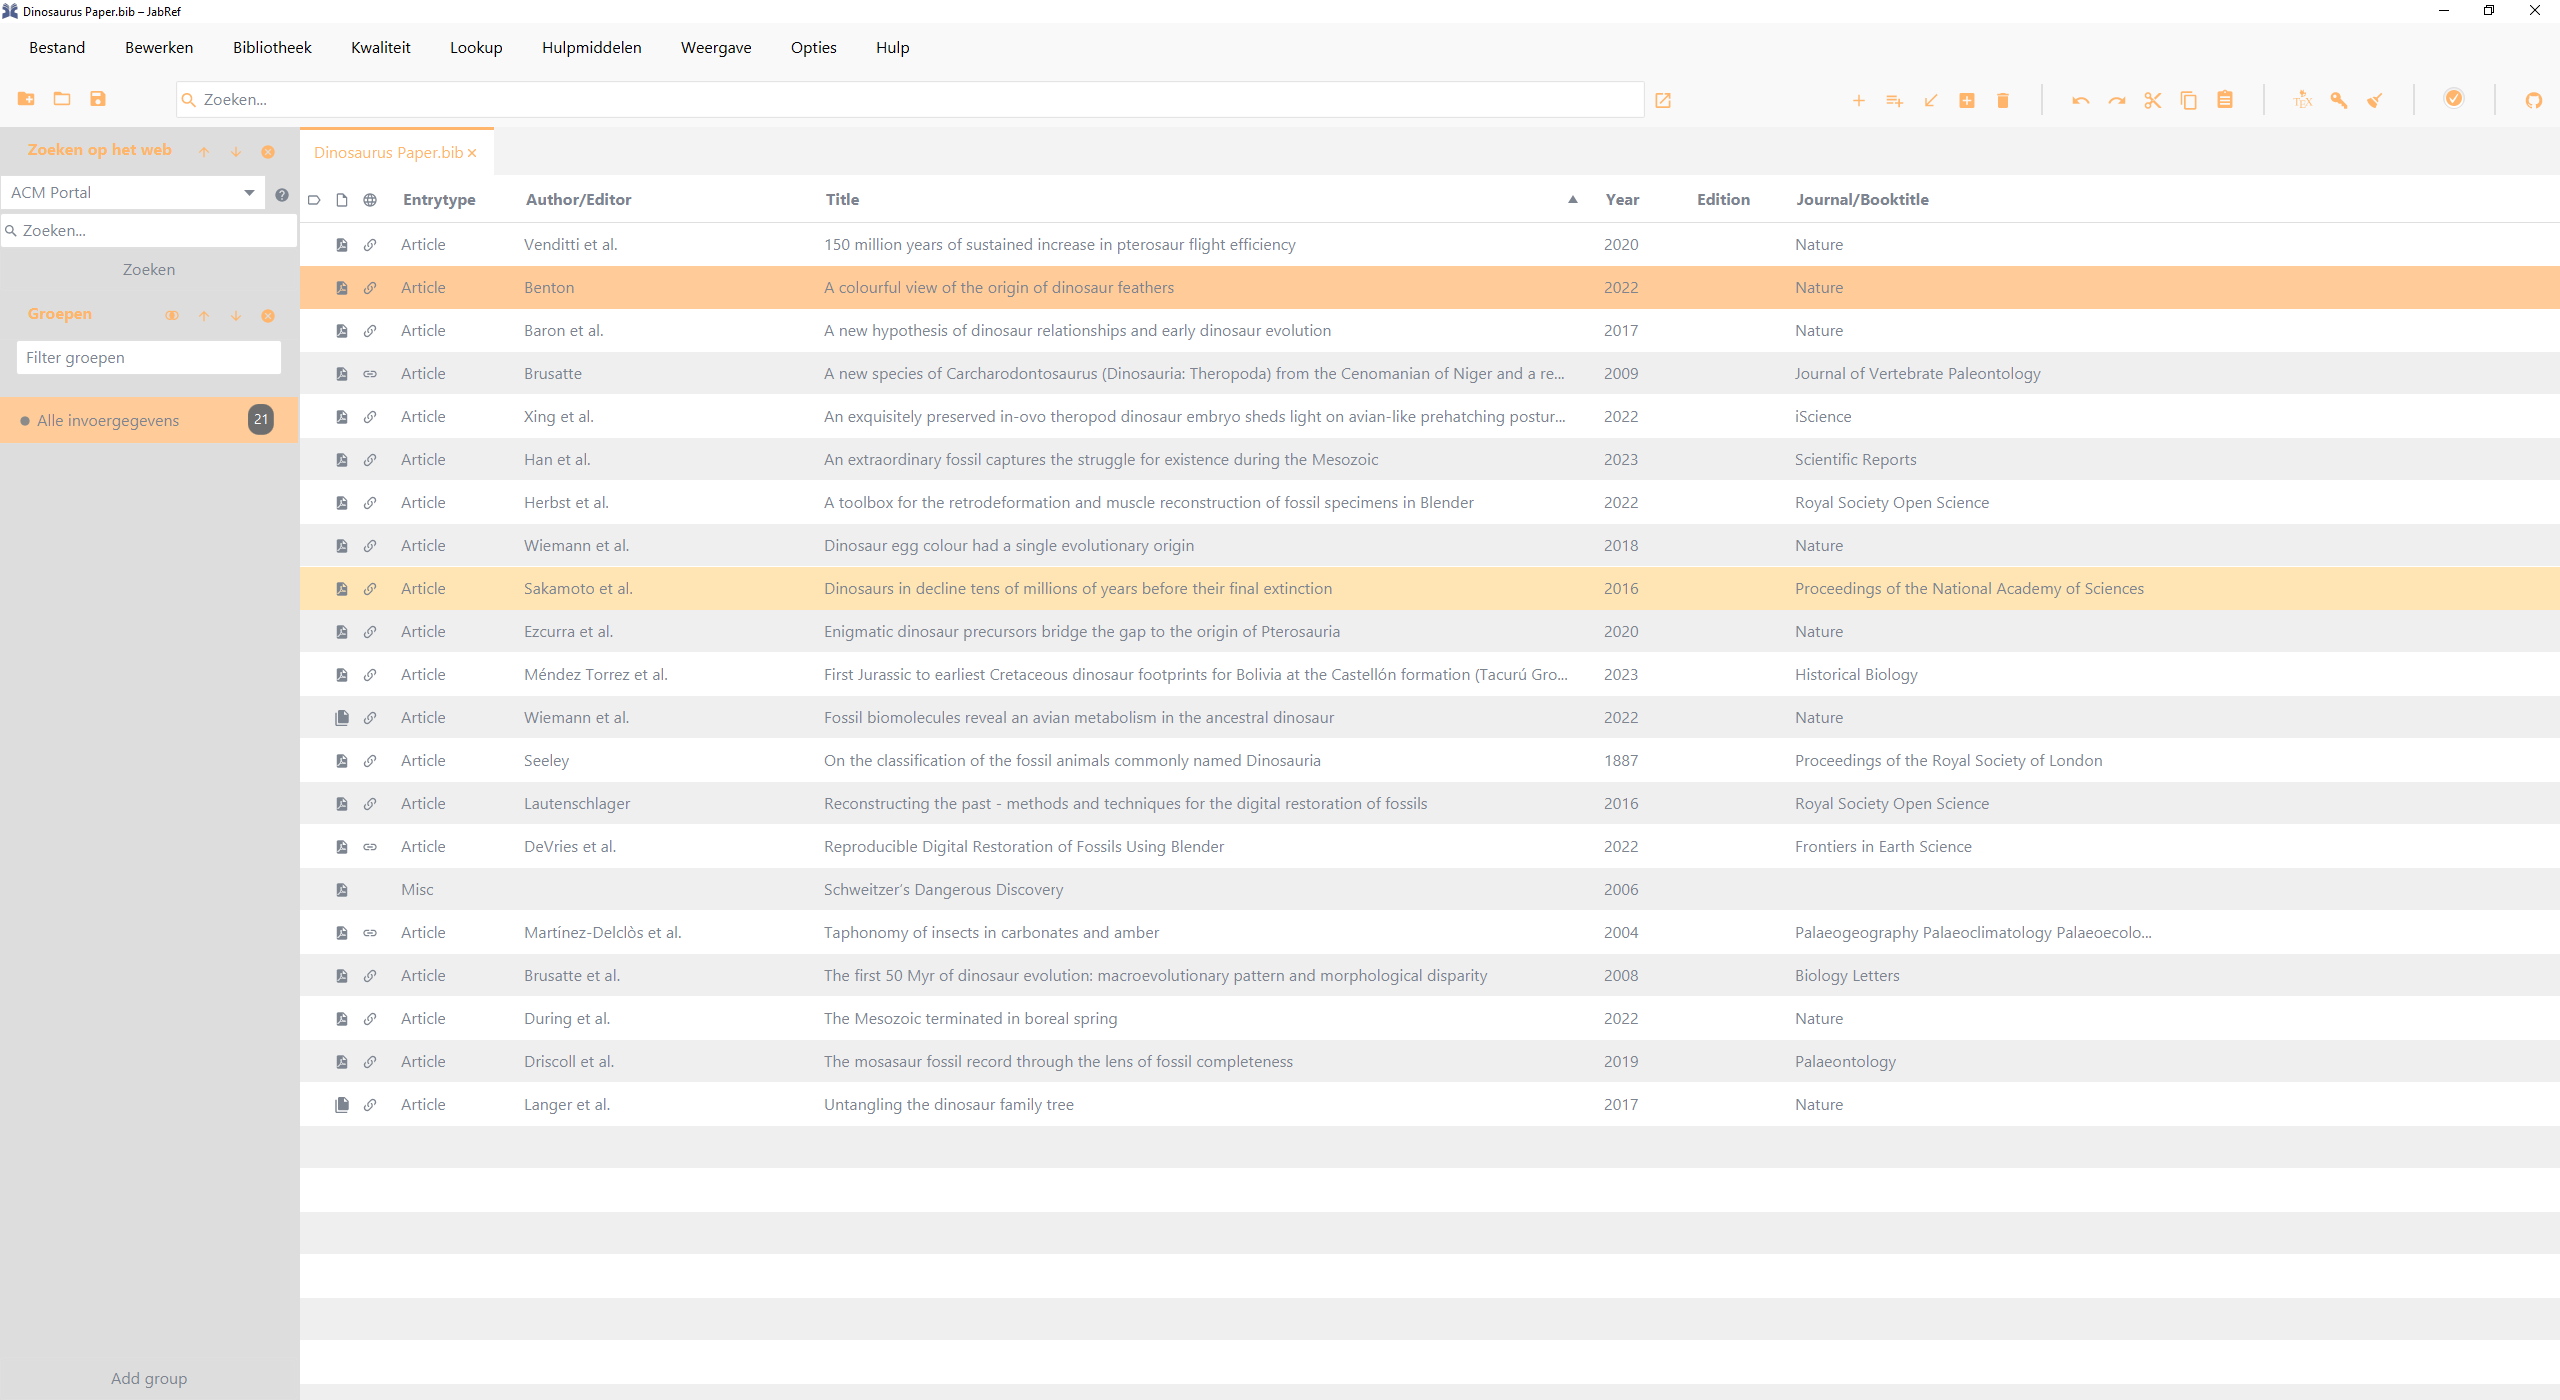 Dinosaurus Paper.bib – JabRef
Bestand Bewerken Bibliotheek Kwaliteit Lookup Hulpmiddelen Weergave Opties Hulp
Zoeken... TEX
Zoeken op het web
ACM Portal
Zoeken...
Zoeken
Groepen
Filter groepen
Alle invoergegevens 21
Add group
Dinosaurus Paper.bib
Entrytype Author/Editor Title Year Edition Journal/Booktitle
Article Venditti et al. 150 million years of sustained increase in pterosaur flight efficiency 2020 Nature
Article Benton A colourful view of the origin of dinosaur feathers 2022 Nature
Article Baron et al. A new hypothesis of dinosaur relationships and early dinosaur evolution 2017 Nature
Article Brusatte A new species of Carcharodontosaurus (Dinosauria: Theropoda) from the Cenomanian of Niger and a re... 2009 Journal of Vertebrate Paleontology
Article Xing et al. An exquisitely preserved in-ovo theropod dinosaur embryo sheds light on avian-like prehatching postur... 2022 iScience
Article Han et al. An extraordinary fossil captures the struggle for existence during the Mesozoic 2023 Scientific Reports
Article Herbst et al. A toolbox for the retrodeformation and muscle reconstruction of fossil specimens in Blender 2022 Royal Society Open Science
Article Wiemann et al. Dinosaur egg colour had a single evolutionary origin 2018 Nature
Article Sakamoto et al. Dinosaurs in decline tens of millions of years before their final extinction 2016 Proceedings of the National Academy of Sciences
Article Ezcurra et al. Enigmatic dinosaur precursors bridge the gap to the origin of Pterosauria 2020 Nature
Article Méndez Torrez et al. First Jurassic to earliest Cretaceous dinosaur footprints for Bolivia at the Castellón formation (Tacurú Gro... 2023 Historical Biology
Article Wiemann et al. Fossil biomolecules reveal an avian metabolism in the ancestral dinosaur 2022 Nature
Article Seeley On the classification of the fossil animals commonly named Dinosauria 1887 Proceedings of the Royal Society of London
Article Lautenschlager Reconstructing the past - methods and techniques for the digital restoration of fossils 2016 Royal Society Open Science
Article DeVries et al. Reproducible Digital Restoration of Fossils Using Blender 2022 Frontiers in Earth Science
Misc Schweitzer’s Dangerous Discovery 2006
Article Martínez-Delclòs et al. Taphonomy of insects in carbonates and amber 2004 Palaeogeography Palaeoclimatology Palaeoecolo...
Article Brusatte et al. The first 50 Myr of dinosaur evolution: macroevolutionary pattern and morphological disparity 2008 Biology Letters
Article During et al. The Mesozoic terminated in boreal spring 2022 Nature
Article Driscoll et al. The mosasaur fossil record through the lens of fossil completeness 2019 Palaeontology
Article Langer et al. Untangling the dinosaur family tree 2017 Nature